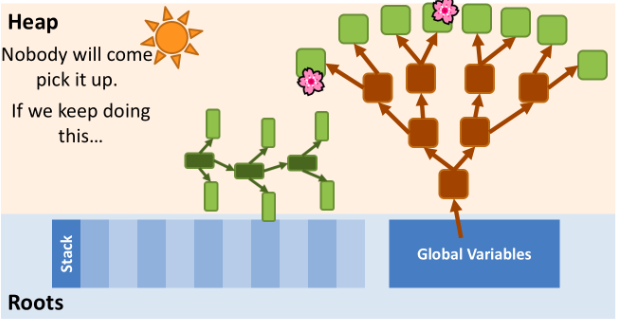 Heap
Nobody will come
pick it up.
If we keep doing
this...
Stack
Global Variables
Roots